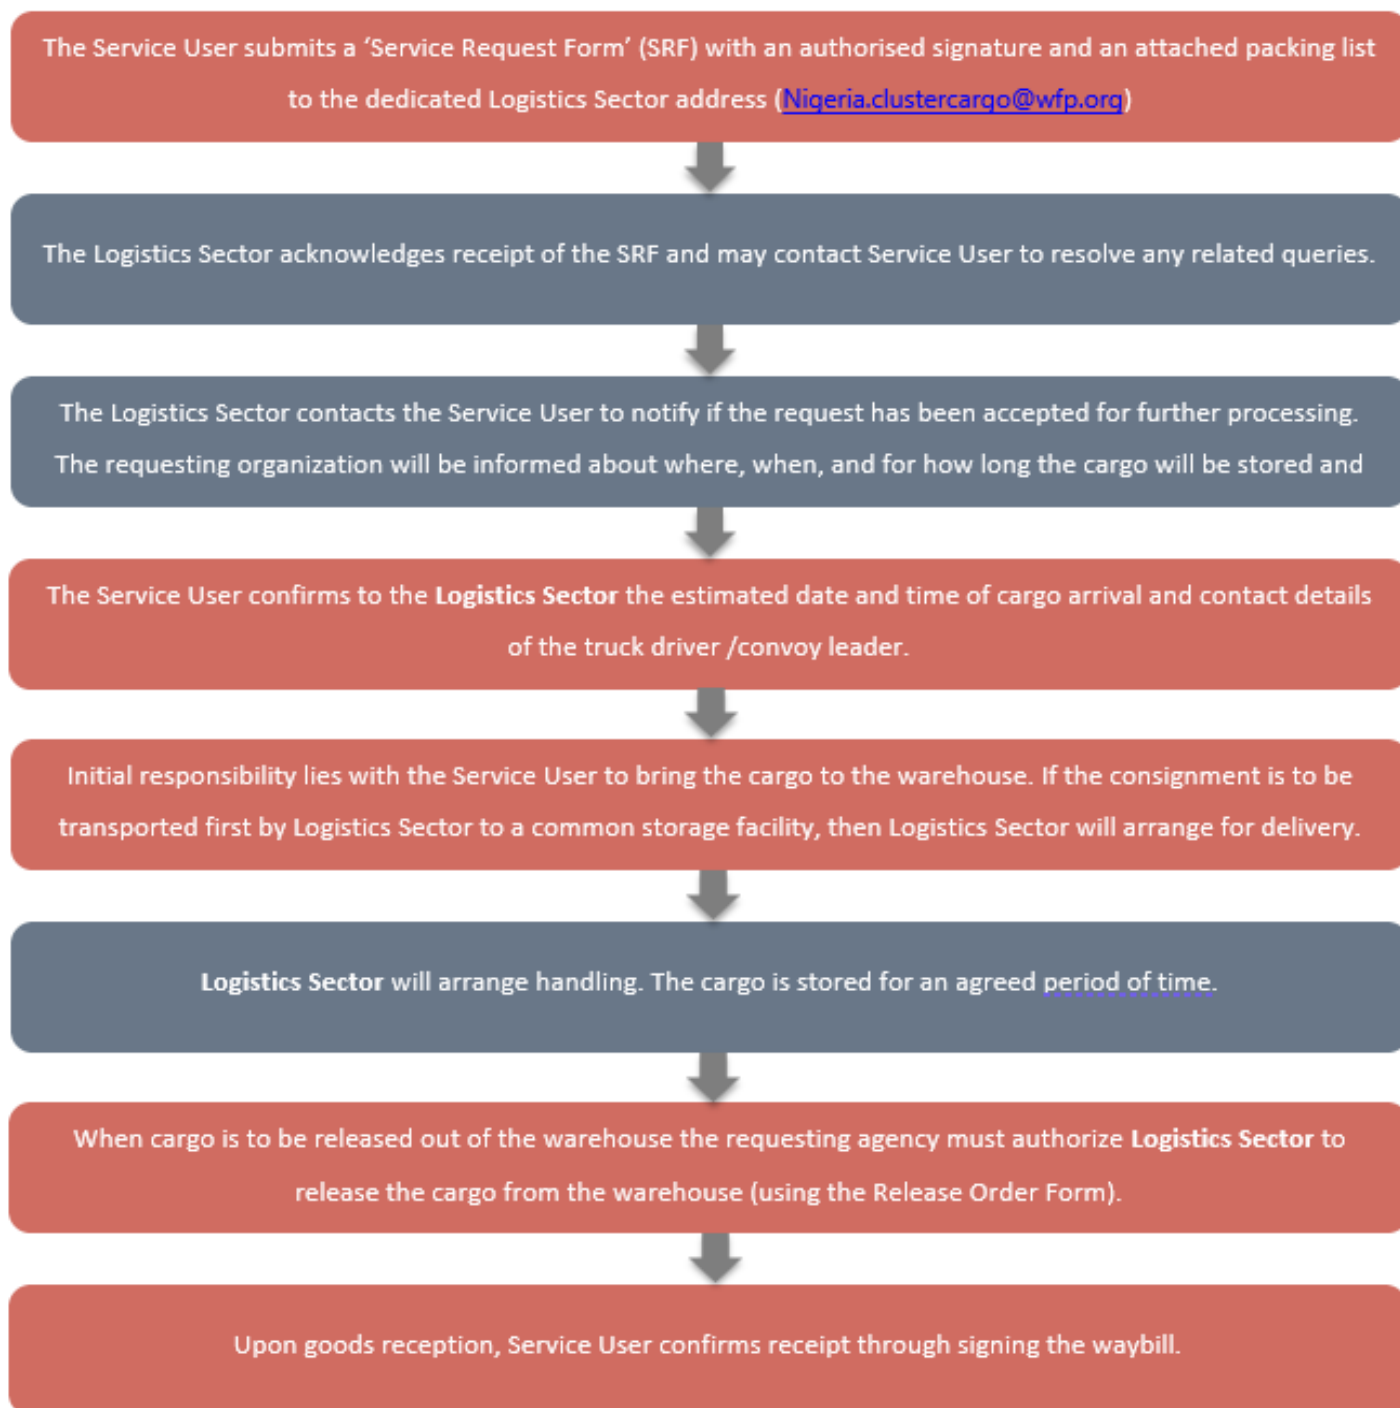 The Service User submits a ‘Service Request Form’ (SRF) with an authorised signature and an attached packing list
to the dedicated Logistics Sector address (Nigeria.clustercargo@wfp.org)
The Logistics Sector acknowledges receipt of the SRF and may contact Service User to resolve any related queries.
The Logistics Sector contacts the Service User to notify if the request has been accepted for further processing.
The requesting organization will be informed about where, when, and for how long the cargo will be stored and
The Service User confirms to the Logistics Sector the estimated date and time of cargo arrival and contact details
of the truck driver /convoy leader.
Initial responsibility lies with the Service User to bring the cargo to the warehouse. If the consignment is to be
transported first by Logistics Sector to a common storage facility, then Logistics Sector will arrange for delivery.
Logistics Sector will arrange handling. The cargo is stored for an agreed period of time.
When cargo is to be released out of the warehouse the requesting agency must authorize Logistics Sector to
release the cargo from the warehouse (using the Release Order Form).
Upon goods reception, Service User confirms receipt through signing the waybill.